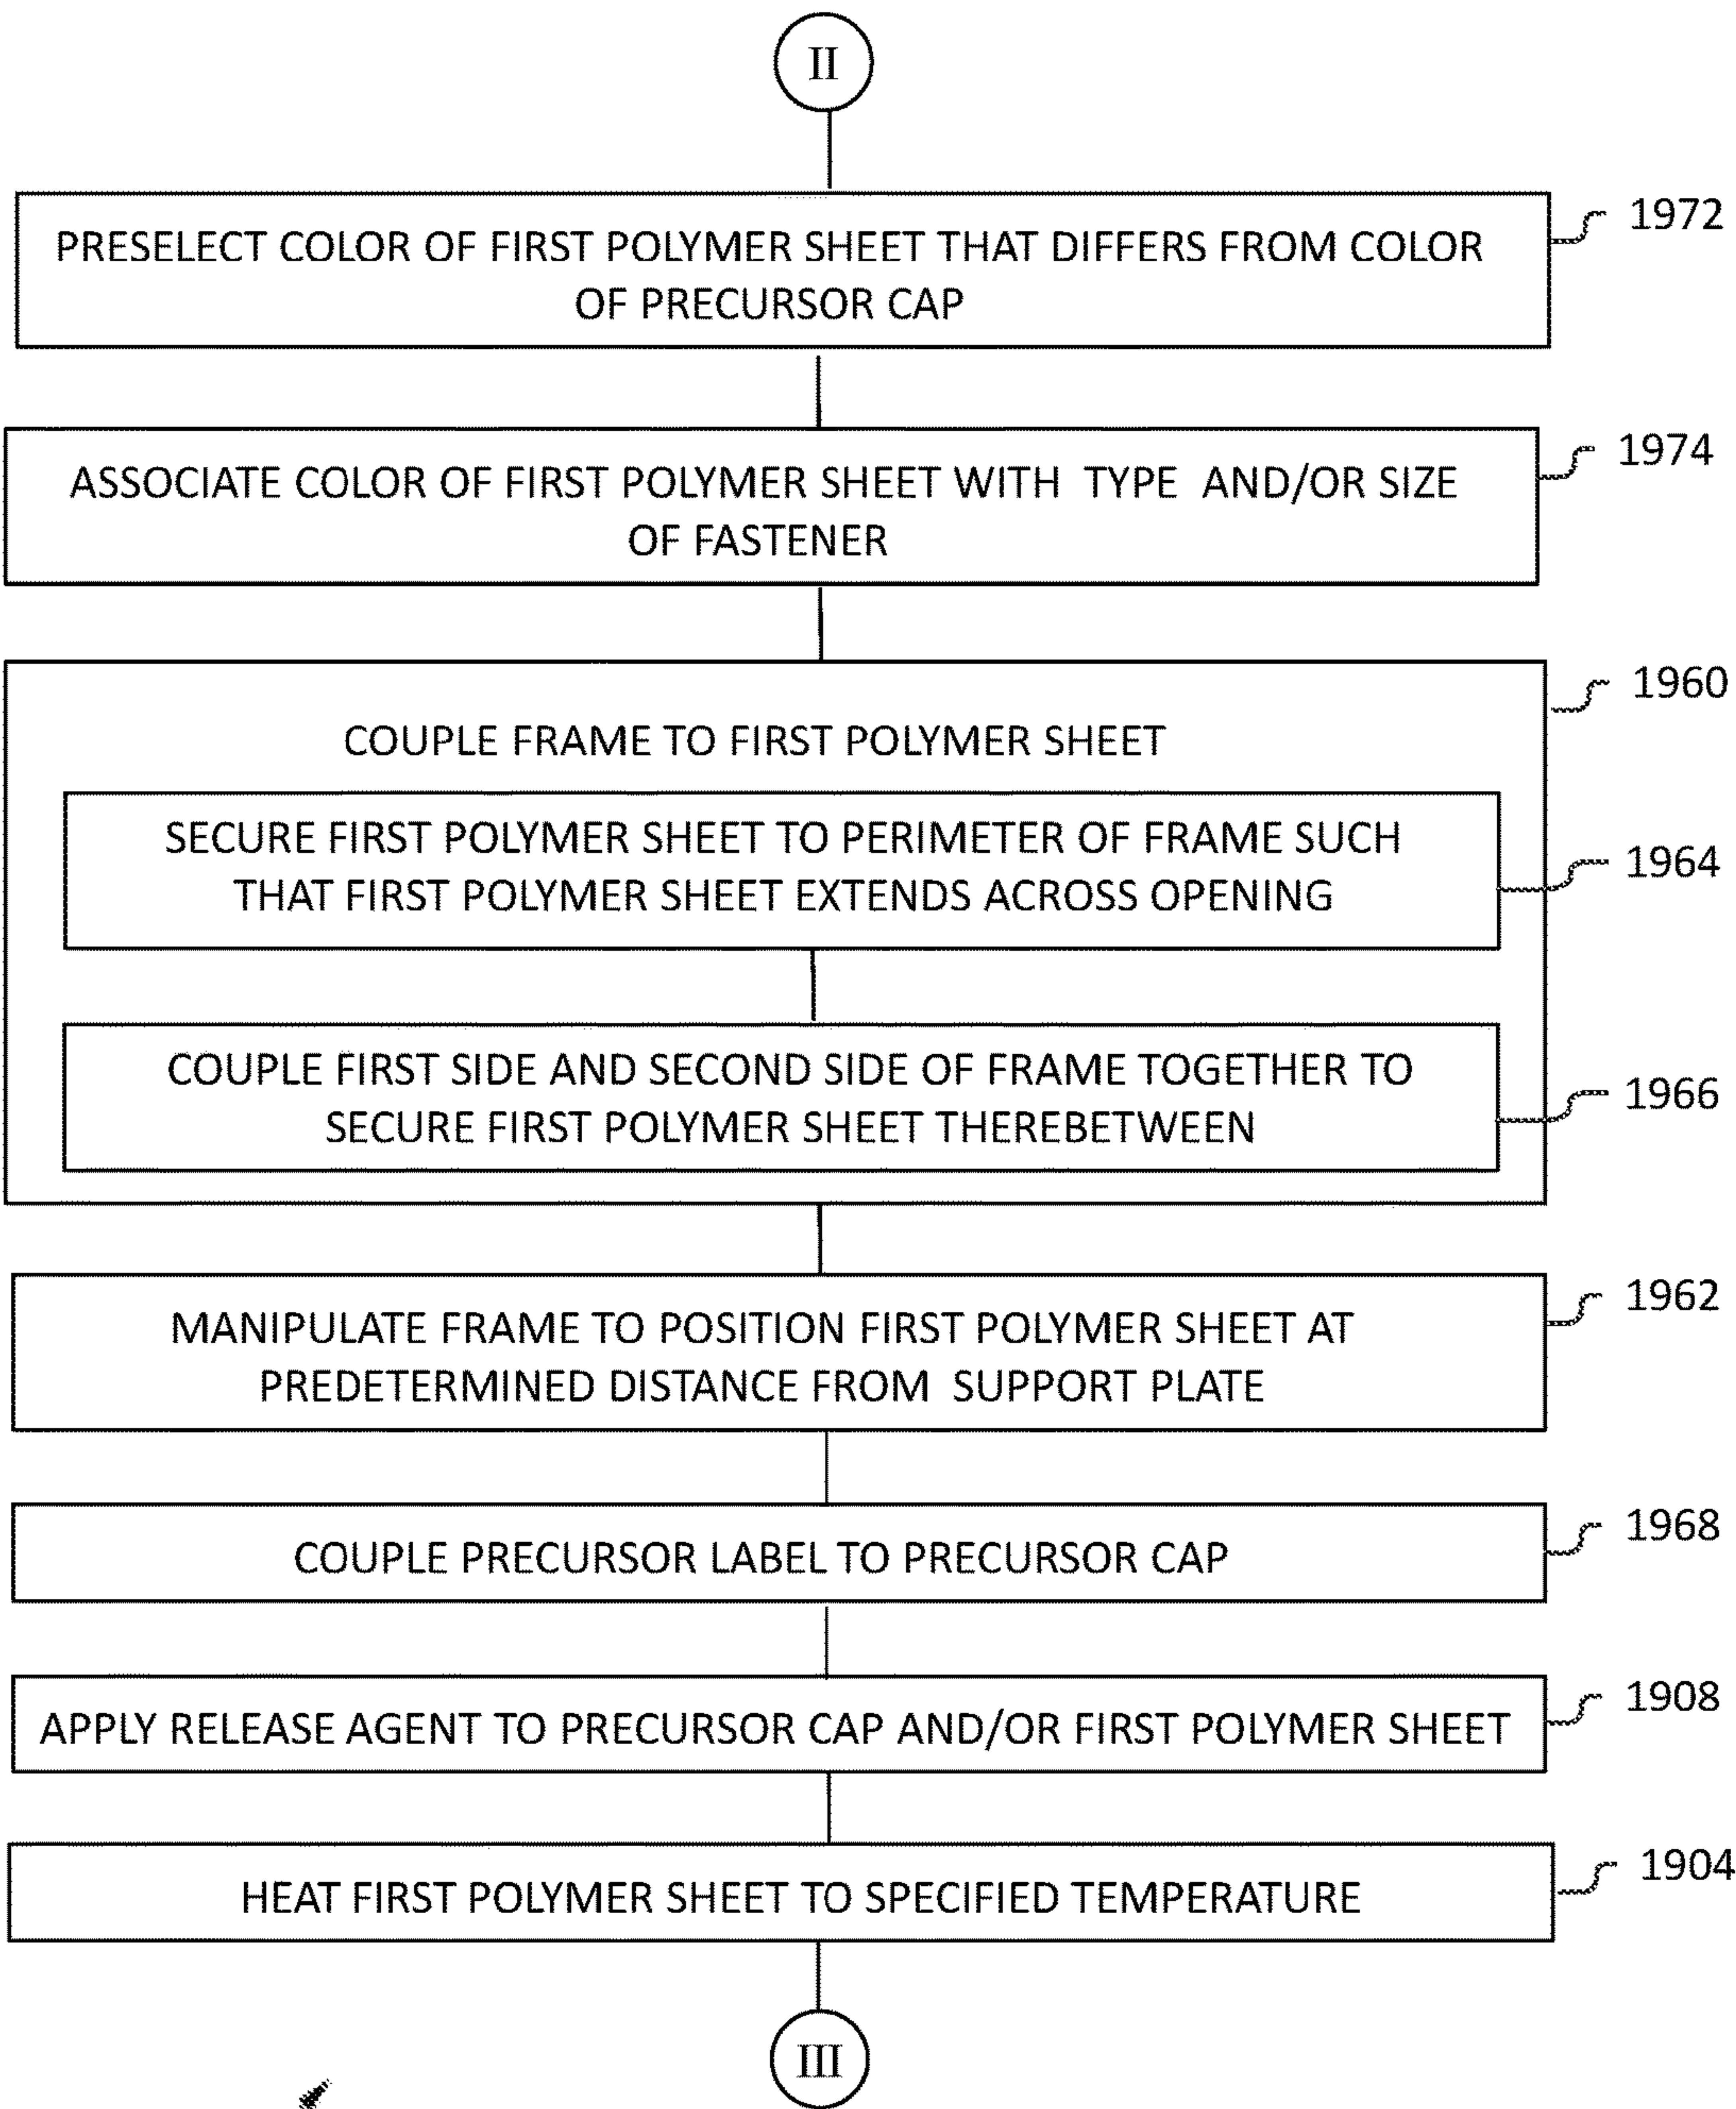 II
1972
PRESELECT COLOR OF FIRST POLYMER SHEET THAT DIFFERS FROM COLOR
OF PRECURSOR CAP
1974
ASSOCIATE COLOR OF FIRST POLYMER SHEET WITH TYPE AND/OR SIZE
OF FASTENER
1960
COUPLE FRAME TO FIRST POLYMER SHEET
SECURE FIRST POLYMER SHEET TO PERIMETER OF FRAME SUCH
1964
THAT FIRST POLYMER SHEET EXTENDS ACROSS OPENING
COUPLE FIRST SIDE AND SECOND SIDE OF FRAME TOGETHER TO
1966
SECURE FIRST POLYMER SHEET THEREBETWEEN
1962
MANIPULATE FRAME TO POSITION FIRST POLYMER SHEET AT
PREDETERMINED DISTANCE FROM SUPPORT PLATE
1968
COUPLE PRECURSOR LABEL TO PRECURSOR CAP
1908
APPLY RELEASE AGENT TO PRECURSOR CAP AND/OR FIRST POLYMER SHEET
1904
HEAT FIRST POLYMER SHEET TO SPECIFIED TEMPERATURE
III